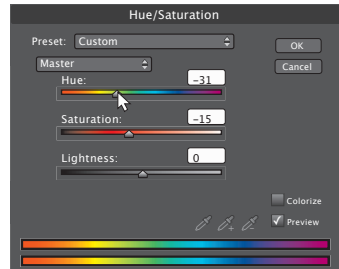 Hue/Saturation
Preset: Custom
OK
Master
Cancel
Hue: -31
Saturation: -15
Lightness: 0
Colorize
Preview